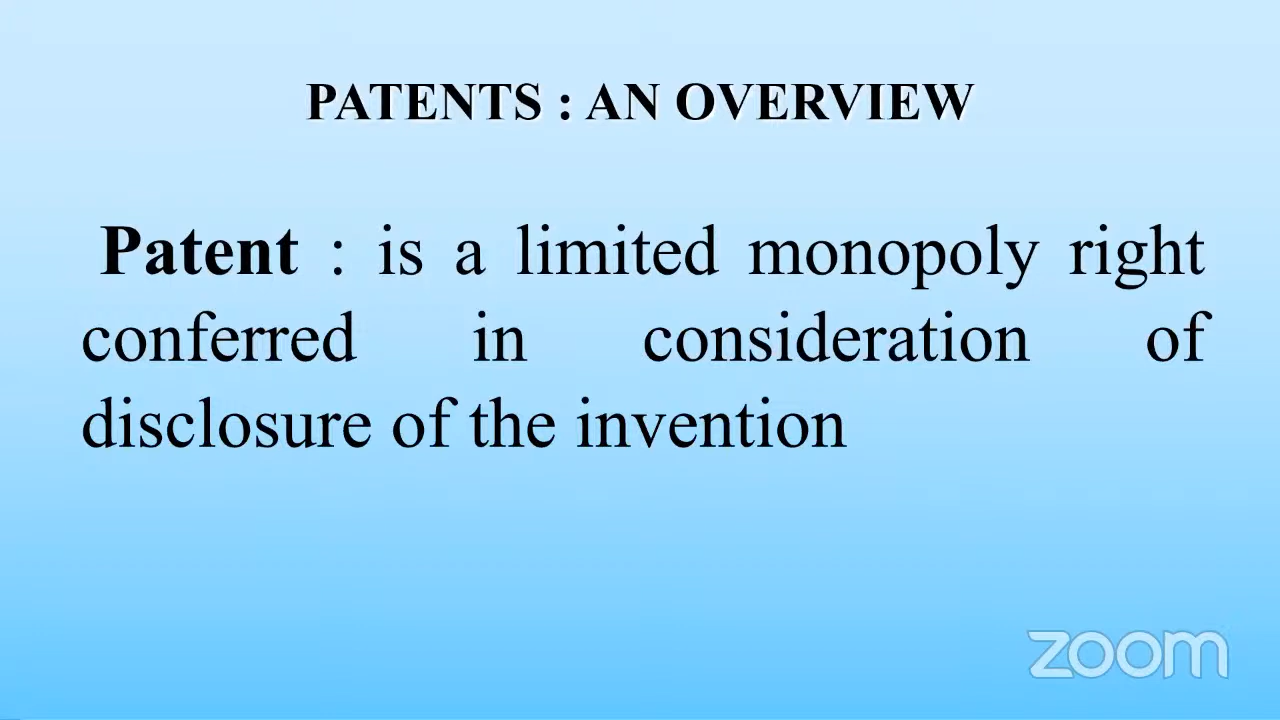 PATENTS : AN OVERVIEW
Patent : is a limited monopoly right
conferred in consideration of
disclosure of the invention
zoom